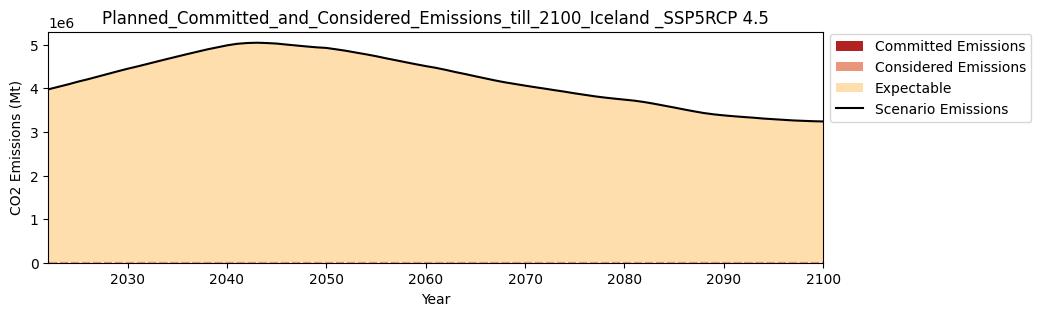 Planned_Committed_and_Considered_Emissions_till_2100_Iceland _SSP5RCP 4.5
1e6
5
4
3
2
1
0
CO2 Emissions (Mt)
2030 2040 2050 2060 2070 2080 2090 2100
Year
Committed Emissions
Considered Emissions
Expectable
Scenario Emissions